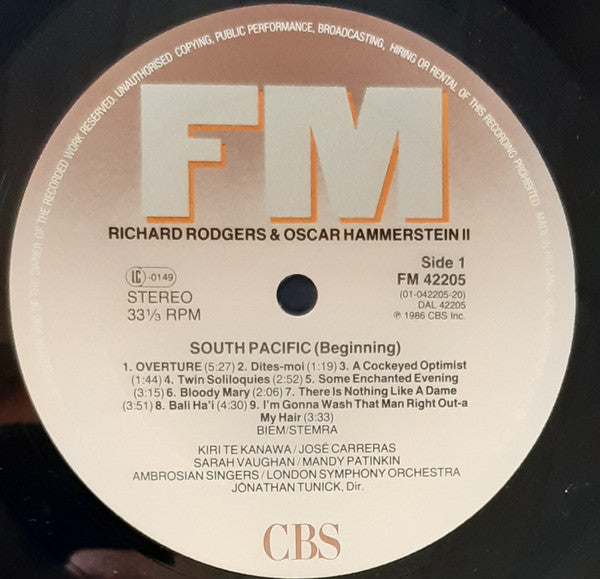 OF THE OWNER OF THE RECORDED WORK RESERVED. UNAUTHORISED COPYING, PUBLIC PERFORMANCE, BROADCASTING, HIRING OR RENTAL OF THIS RECORDING PROHIBITED. MADE IN HOLLAND
FM
RICHARD RODGERS & OSCAR HAMMERSTEIN II
LC-0149
STEREO
33⅓ RPM
Side 1
FM 42205
(01-042205-20)
DAL 42205
℗ 1986 CBS Inc.
SOUTH PACIFIC (Beginning)
1. OVERTURE (5:27) 2. Dites-moi (1:19) 3. A Cockeyed Optimist
(1:44) 4. Twin Soliloquies (2:52) 5. Some Enchanted Evening
(3:15) 6. Bloody Mary (2:06) 7. There Is Nothing Like A Dame
(3:51) 8. Bali Ha'i (4:30) 9. I'm Gonna Wash That Man Right Out-a
My Hair (3:33)
BIEM/STEMRA
KIRI TE KANAWA/JOSÉ CARRERAS
SARAH VAUGHAN/MANDY PATINKIN
AMBROSIAN SINGERS/LONDON SYMPHONY ORCHESTRA
JONATHAN TUNICK, Dir.
CBS